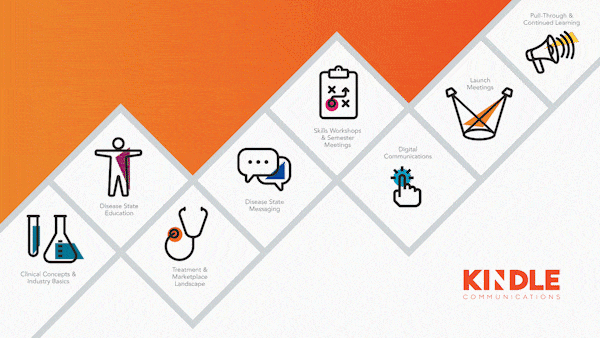 Clinical Concepts &
Industry Basics
Disease State
Education
Treatment &
Marketplace
Landscape
Disease State
Messaging
Skills Workshops
& Semester
Meetings
Digital
Communications
Launch
Meetings
Pull-Through &
Continued Learning
KINDLE
COMMUNICATIONS